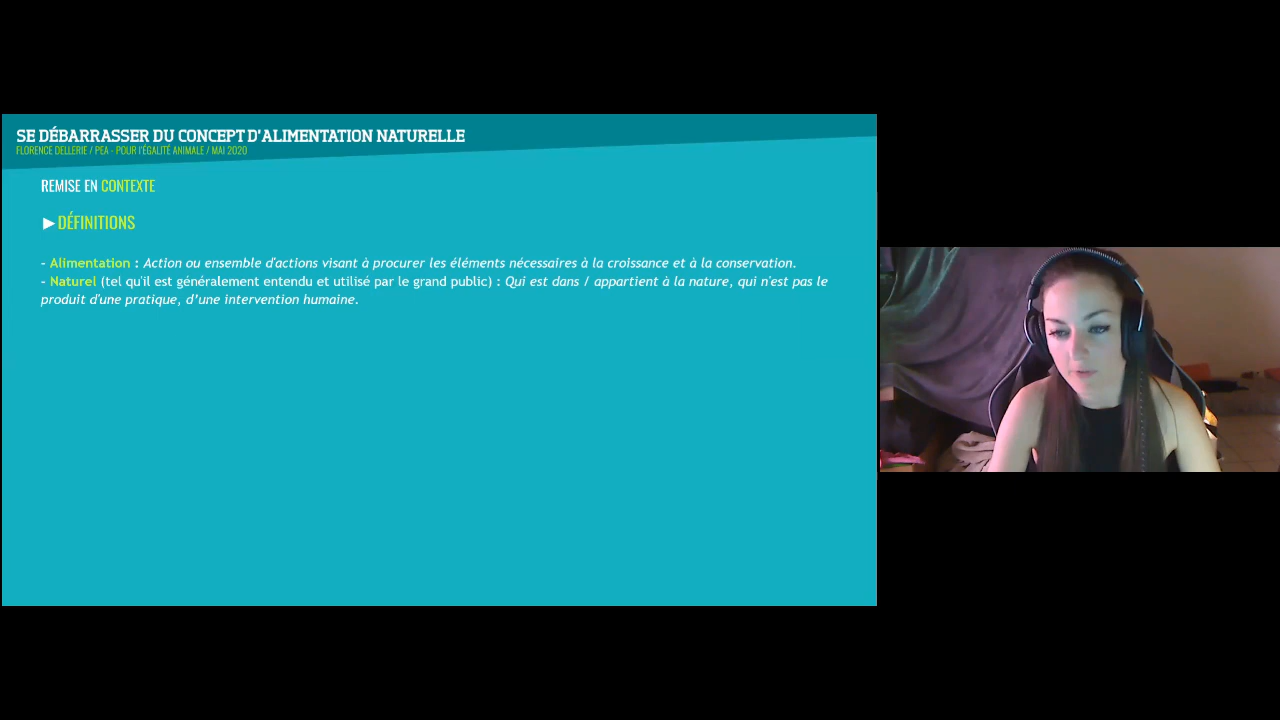 SE DÉBARRASSER DU CONCEPT D'ALIMENTATION NATURELLE
FLORENCE DELLERIE / PEA - POUR L'ÉGALITÉ ANIMALE / MAI 2020
REMISE EN CONTEXTE
►DÉFINITIONS
- Alimentation : Action ou ensemble d'actions visant à procurer les éléments nécessaires à la croissance et à la conservation.
- Naturel (tel qu'il est généralement entendu et utilisé par le grand public) : Qui est dans / appartient à la nature, qui n'est pas le
produit d'une pratique, d’une intervention humaine.